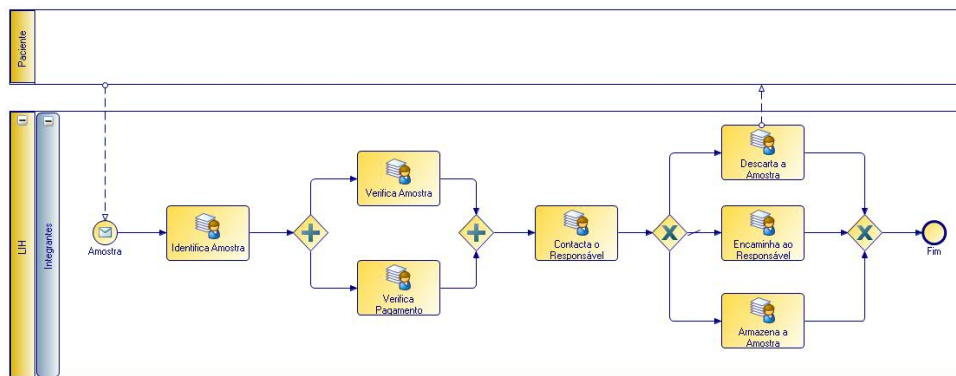 Paciente
LIH
Integrantes
Amostra
Identifica Amostra
Verifica Amostra
Verifica
Pagamento
Contacta o
Responsável
Descarta a
Amostra
Encaminha ao
Responsável
Armazena a
Amostra
Fim